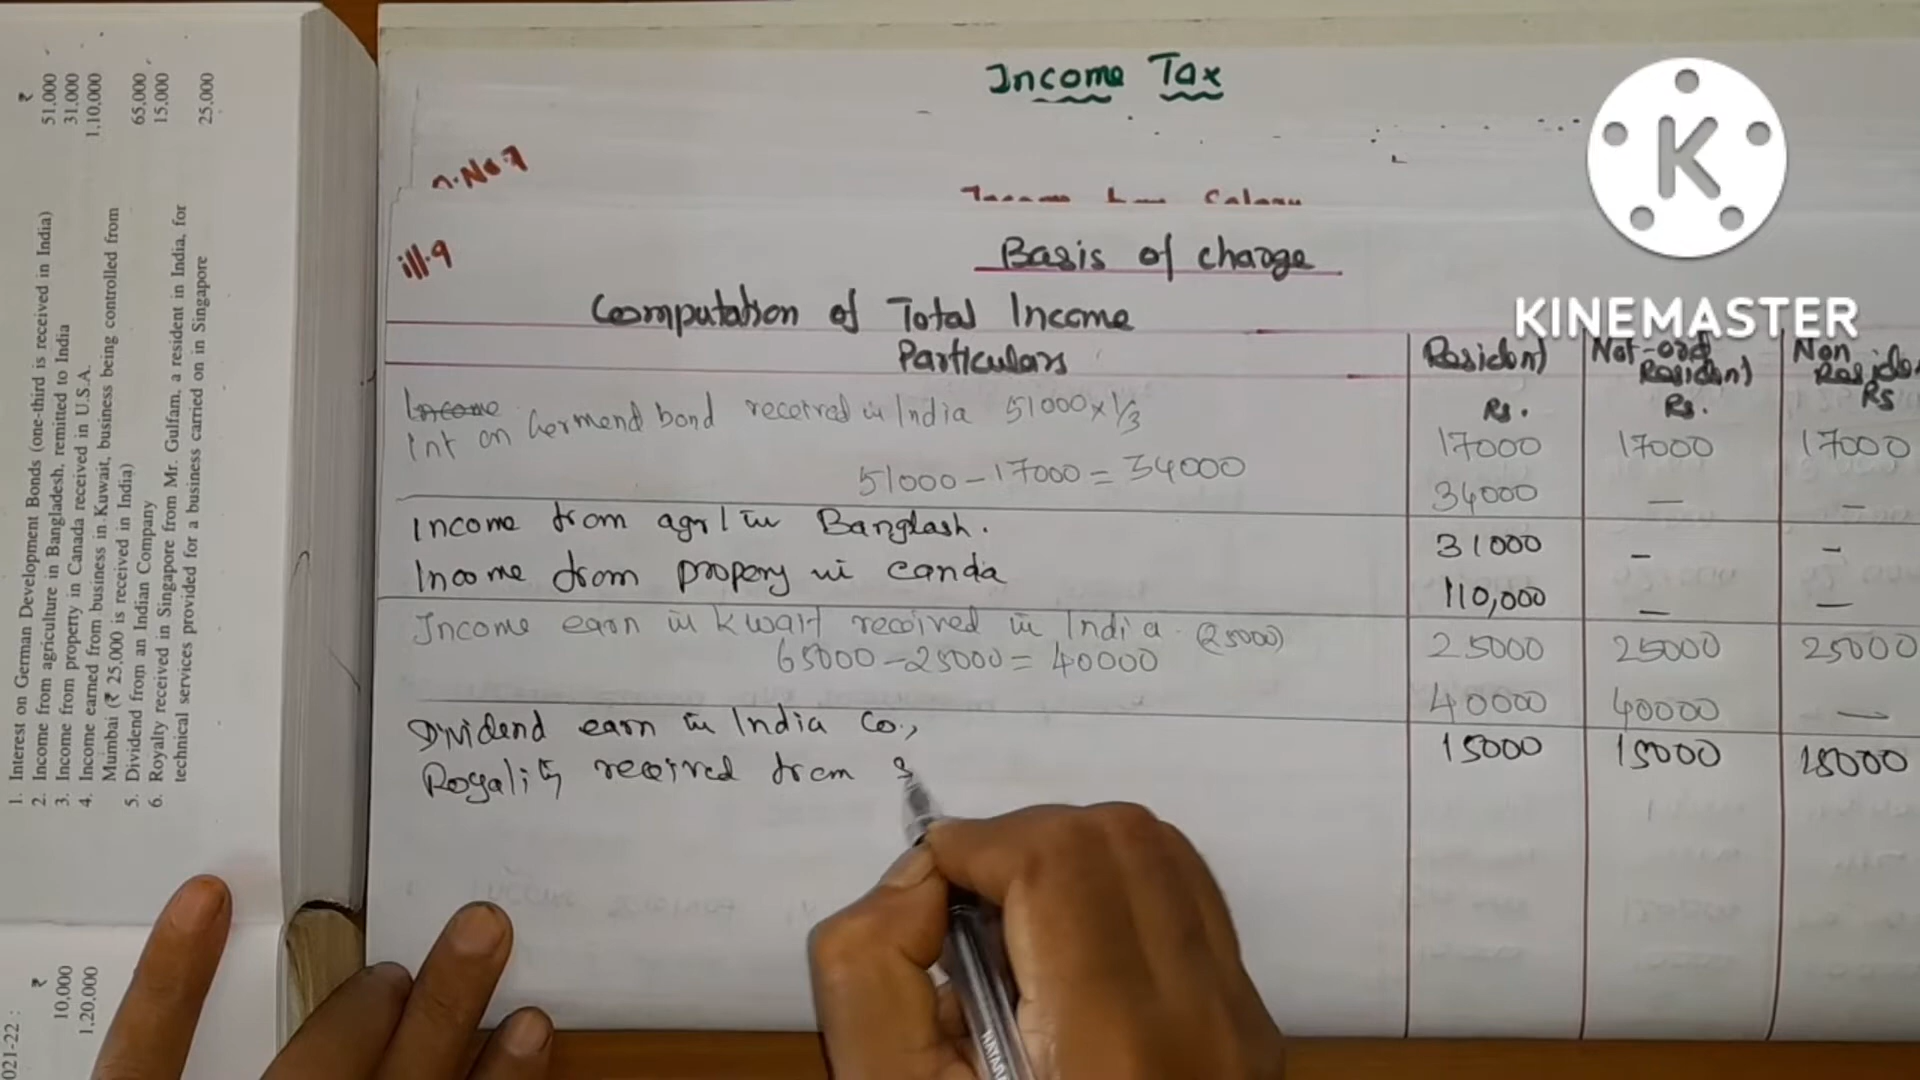 ₹
1. Interest on German Development Bonds (one-third is received in India) 51,000
2. Income from agriculture in Bangladesh, remitted to India 31,000
3. Income from property in Canada received in U.S.A. 1,10,000
4. Income earned from business in Kuwait, business being controlled from
Mumbai (₹ 25,000 is received in India) 65,000
5. Dividend from an Indian Company 15,000
6. Royalty received in Singapore from Mr. Gulfam, a resident in India, for
technical services provided for a business carried on in Singapore 25,000
021-22 :
₹
10,000
1,20,000
Income Tax
ill.9
Basis of charge
Computation of Total Income
Particulars Resident Not-ord Resident Non
Rs. Rs. Rs
Income
Int on Germend bond received in India 51000 x 1/3 17000 17000 17000
51000 - 17000 = 34000 34000 — —
Income from agrl in Banglash. 31000 — —
Income from propery in canda 110,000 — —
Income earn in kwait received in India. (25000) 25000 25000 25000
65000 - 25000 = 40000 40000 40000 —
Dividend earn in India Co., 15000 15000 15000
Royality received from
K
KINEMASTER